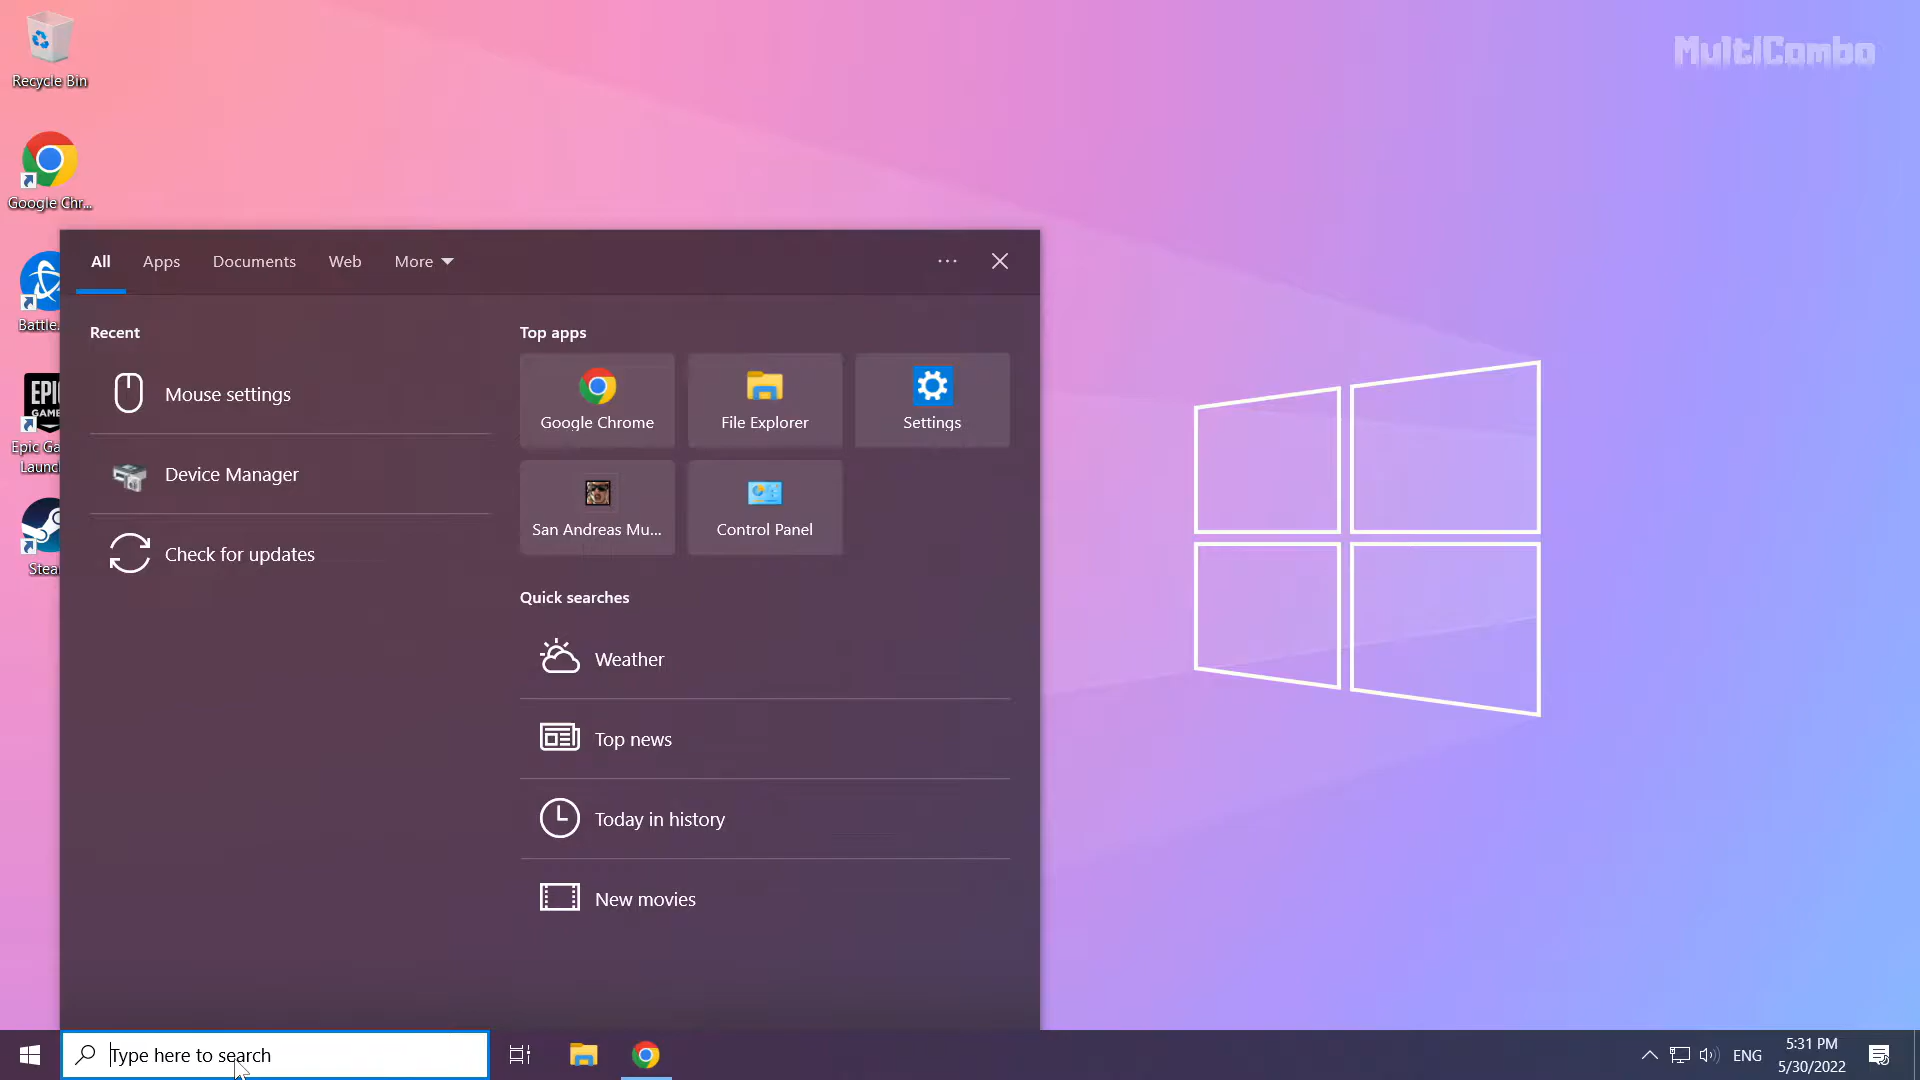 Recycle Bin
MultiCombo
Google Chr...
Battle.
EPIC
GAMES
Epic Ga
Launc
Stea
All
Apps
Documents
Web
More
Recent
Mouse settings
Device Manager
Check for updates
Top apps
Google Chrome
File Explorer
Settings
San Andreas Mu...
Control Panel
Quick searches
Weather
Top news
Today in history
New movies
Type here to search
ENG
5:31 PM
5/30/2022